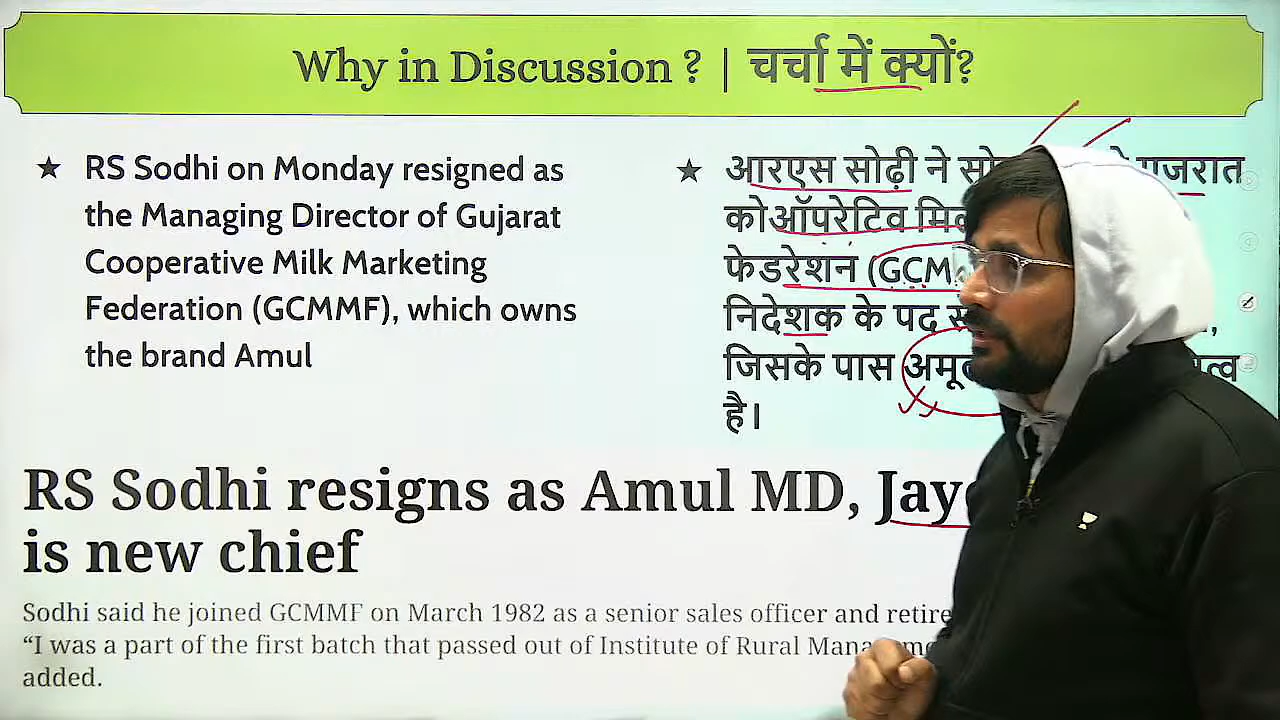 Why in Discussion ? | चर्चा में क्यों?
★ RS Sodhi on Monday resigned as
the Managing Director of Gujarat
Cooperative Milk Marketing
Federation (GCMMF), which owns
the brand Amul
★ आरएस सोढ़ी ने गुजरात
कोऑपरेटिव
फेडरेशन (GCM
निदेशक के पद
जिसके पास
है।
RS Sodhi resigns as Amul MD, Jay
is new chief
Sodhi said he joined GCMMF on March 1982 as a senior sales officer and retire
“I was a part of the first batch that passed out of Institute of Rural
added.